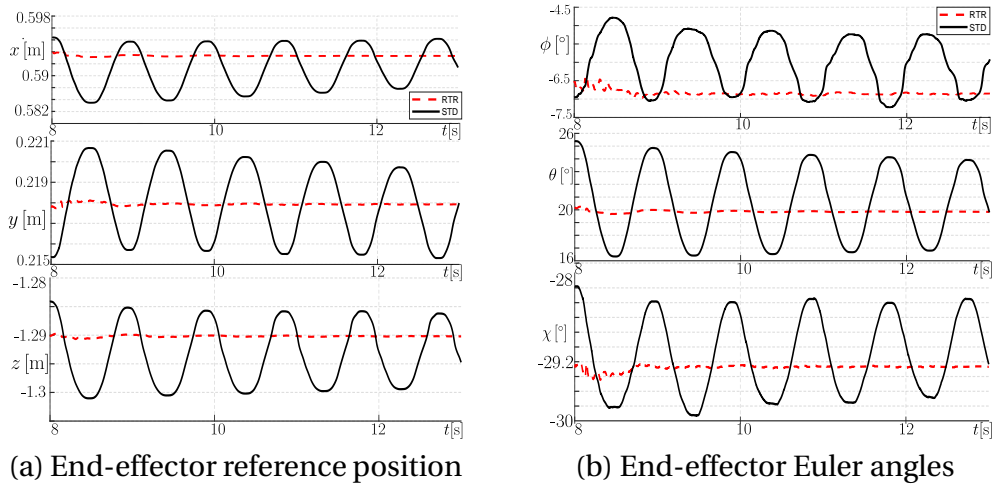 0.598
x [m]
0.59
0.582
RTR
STD
8
10
12
t[s]
0.221
0.219
y [m]
0.215
8
10
12
t[s]
-1.28
-1.29
z [m]
-1.3
8
10
12
t[s]
(a) End-effector reference position
-4.5
ϕ [°]
-6.5
-7.5
RTR
STD
8
10
12
t[s]
26
θ [°]
20
16
8
10
12
t[s]
-28
χ [°]
-29.2
-30
8
10
12
t[s]
(b) End-effector Euler angles